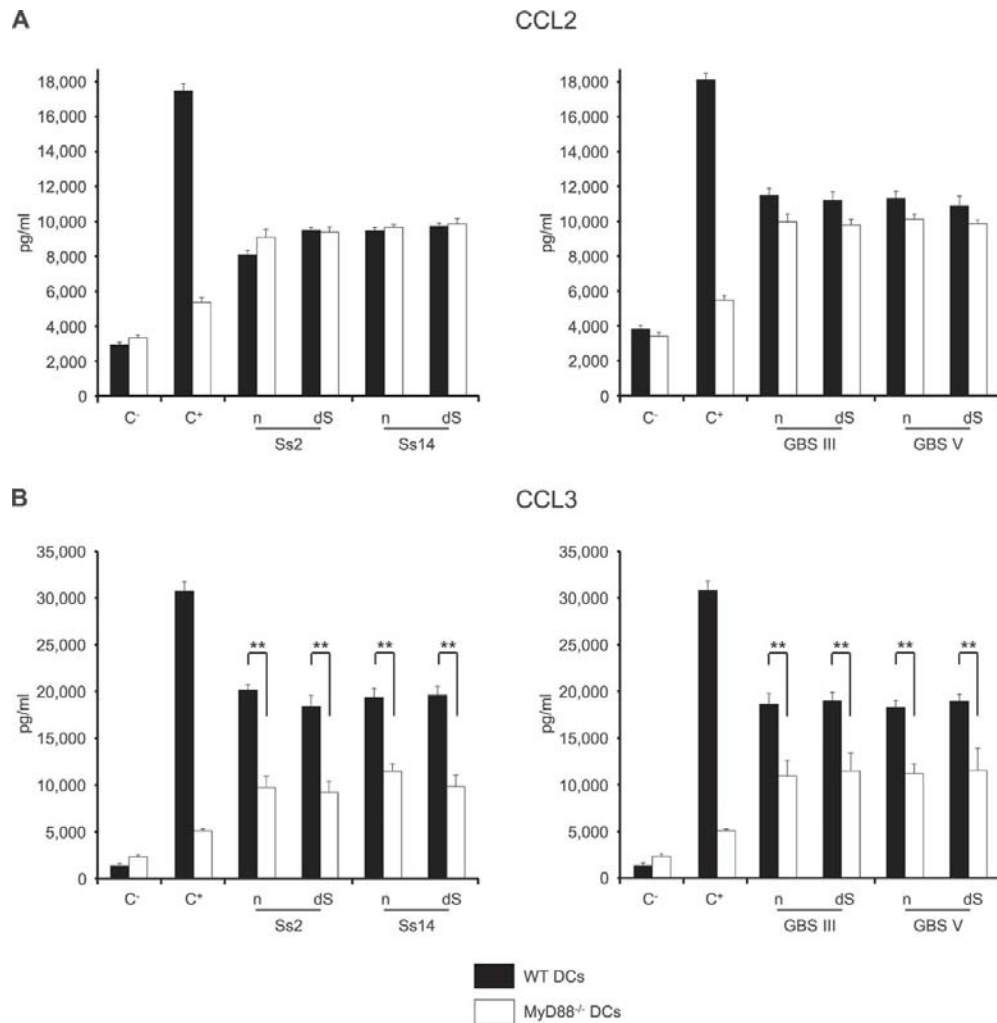 A
CCL2
18,000
16,000
14,000
12,000
10,000
8,000
6,000
4,000
2,000
0
pg/ml
C⁻ C⁺ n dS n dS
Ss2 Ss14
18,000
16,000
14,000
12,000
10,000
8,000
6,000
4,000
2,000
0
pg/ml
C⁻ C⁺ n dS n dS
GBS III GBS V
B
CCL3
35,000
30,000
25,000
20,000
15,000
10,000
5,000
0
pg/ml
** ** ** **
C⁻ C⁺ n dS n dS
Ss2 Ss14
35,000
30,000
25,000
20,000
15,000
10,000
5,000
0
pg/ml
** ** ** **
C⁻ C⁺ n dS n dS
GBS III GBS V
WT DCs
MyD88⁻/⁻ DCs